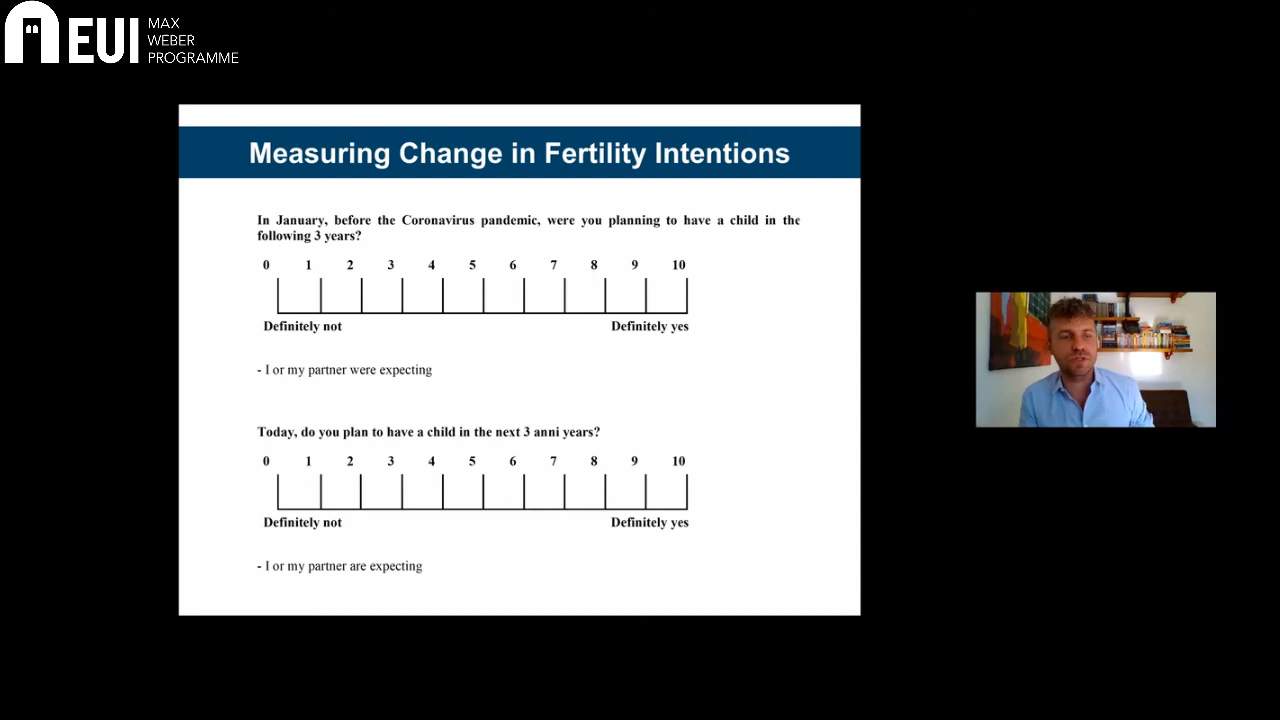 EUI
MAX
WEBER
PROGRAMME
Measuring Change in Fertility Intentions
In January, before the Coronavirus pandemic, were you planning to have a child in the
following 3 years?
0 1 2 3 4 5 6 7 8 9 10
Definitely not Definitely yes
- I or my partner were expecting
Today, do you plan to have a child in the next 3 anni years?
0 1 2 3 4 5 6 7 8 9 10
Definitely not Definitely yes
- I or my partner are expecting